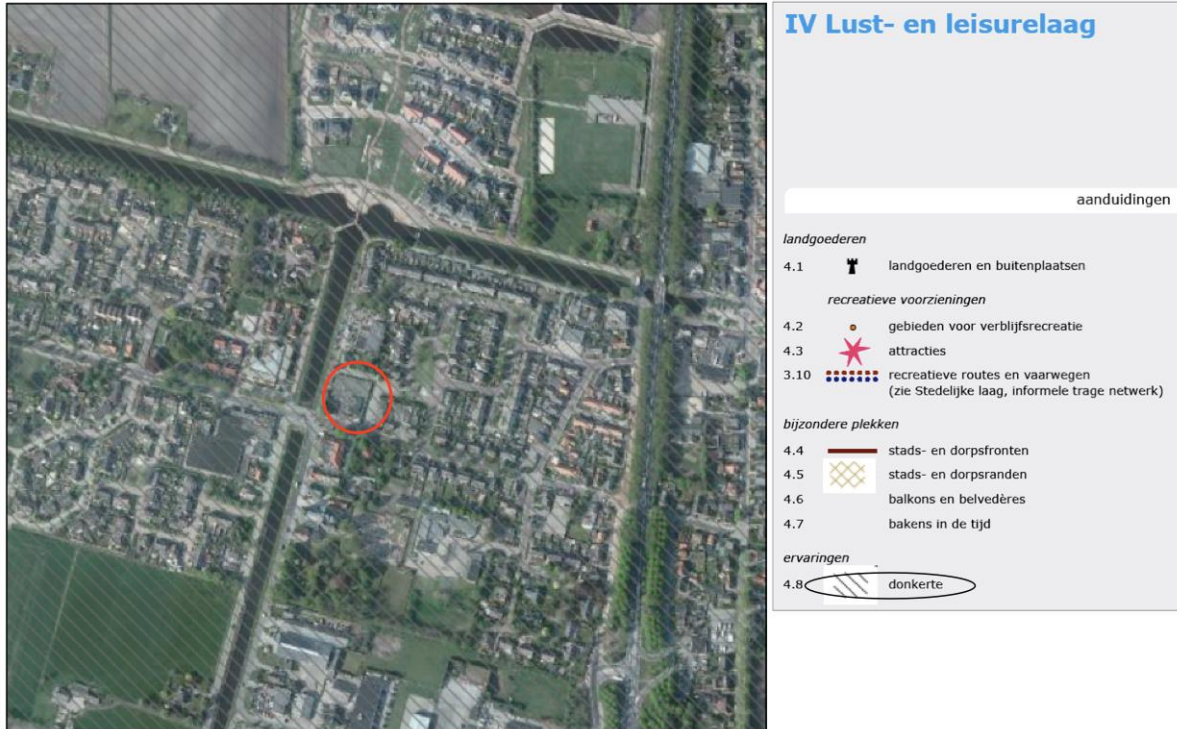 IV Lust- en leisurelaag
aanduidingen
landgoederen
4.1 landgoederen en buitenplaatsen
recreatieve voorzieningen
4.2 gebieden voor verblijfsrecreatie
4.3 attracties
3.10 recreatieve routes en vaarwegen
(zie Stedelijke laag, informele trage netwerk)
bijzondere plekken
4.4 stads- en dorpsfronten
4.5 stads- en dorpsranden
4.6 balkons en belvedères
4.7 bakens in de tijd
ervaringen
4.8 donkerte